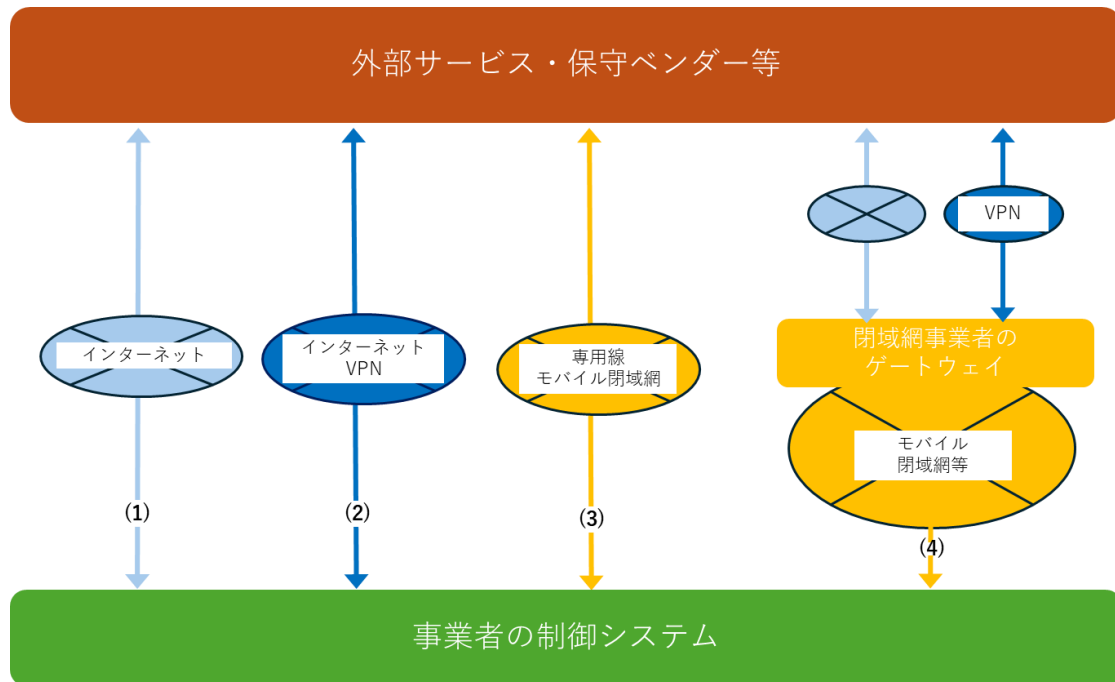 外部サービス・保守ベンダー等
VPN
インターネット
インターネット
VPN
専用線
モバイル閉域網
閉域網事業者の
ゲートウェイ
モバイル
閉域網等
(1)
(2)
(3)
(4)
事業者の制御システム